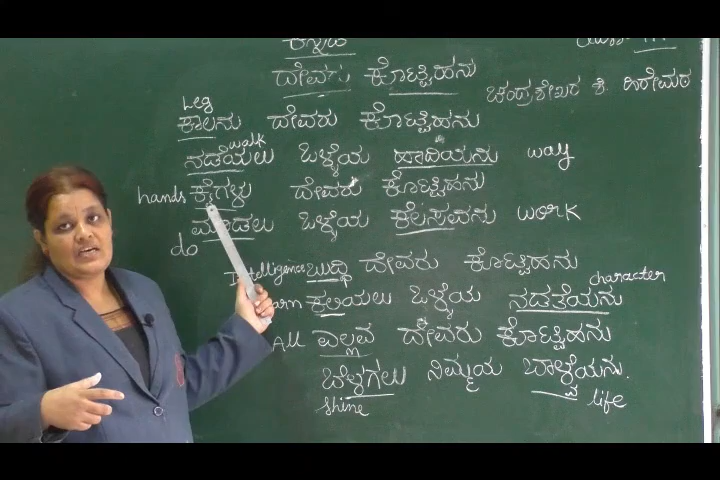 ಕನ್ನಡ
ದೇವರು ಕೊಟ್ಟಿಹನು
ಚಂದ್ರಶೇಖರ ಶಿ. ಹಿರೇಮಠ
Leg
ಕಾಲನು ದೇವರು ಕೊಟ್ಟಿಹನು
walk
ನಡೆಯಲು ಒಳ್ಳೆಯ ಹಾದಿಯನು way
hands ಕೈಗಳು ದೇವರು ಕೊಟ್ಟಿಹನು
ಮಾಡಲು ಒಳ್ಳೆಯ ಕೆಲಸವನು work
do
Intelligence ಬುದ್ಧಿ ದೇವರು ಕೊಟ್ಟಿಹನು
character
ಕಲಿಯಲು ಒಳ್ಳೆಯ ನಡತೆಯನು
All ಎಲ್ಲವ ದೇವರು ಕೊಟ್ಟಿಹನು
ಬೆಳಗಲು ನಿಮ್ಮಯ ಬಾಳ್ವೆಯನು.
shine life